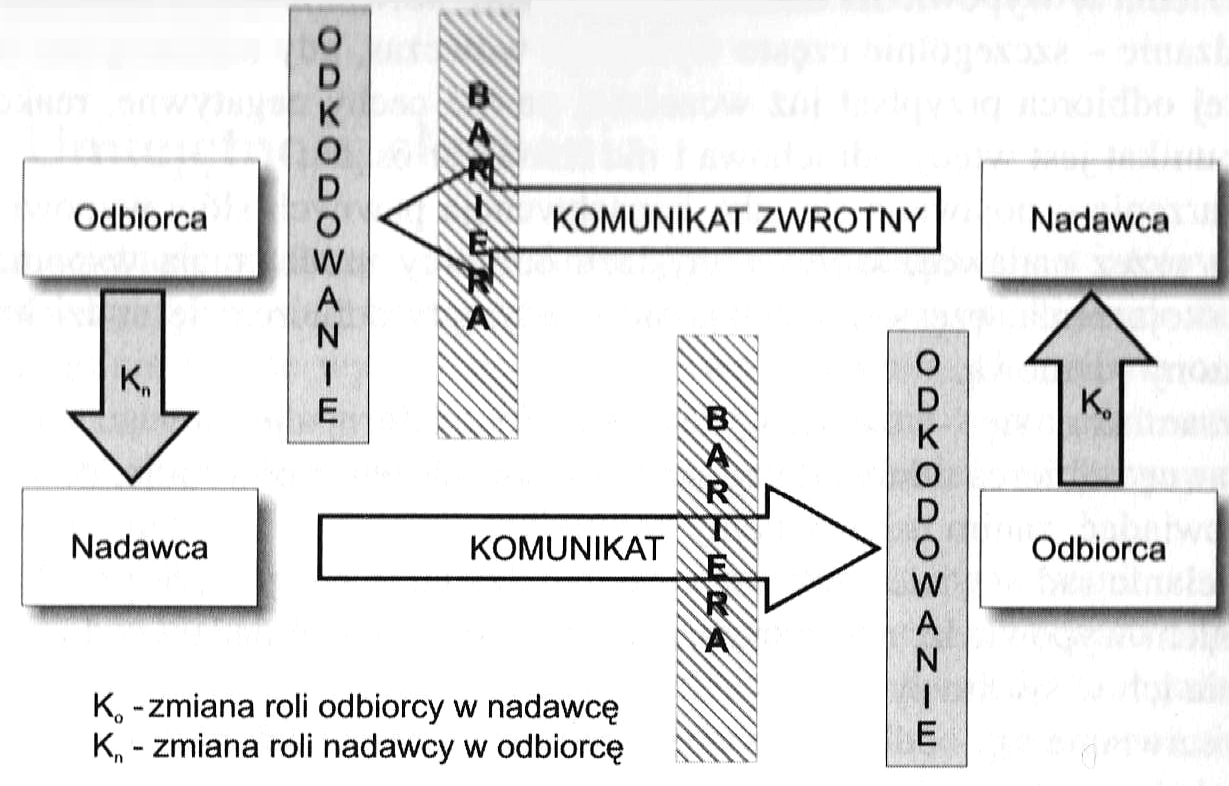 ODKODOWANIE
BARIERA
Odbiorca
KOMUNIKAT ZWROTNY
Nadawca
Kn
Ko
BARIERA
ODKODOWANIE
Nadawca
KOMUNIKAT
Odbiorca
Ko - zmiana roli odbiorcy w nadawcę
Kn - zmiana roli nadawcy w odbiorcę